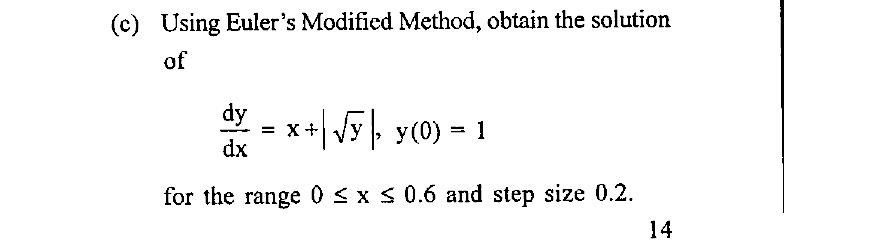 (c) Using Euler's Modified Method, obtain the solution
of
dy/dx = x + |√y|, y(0) = 1
for the range 0 ≤ x ≤ 0.6 and step size 0.2.
14